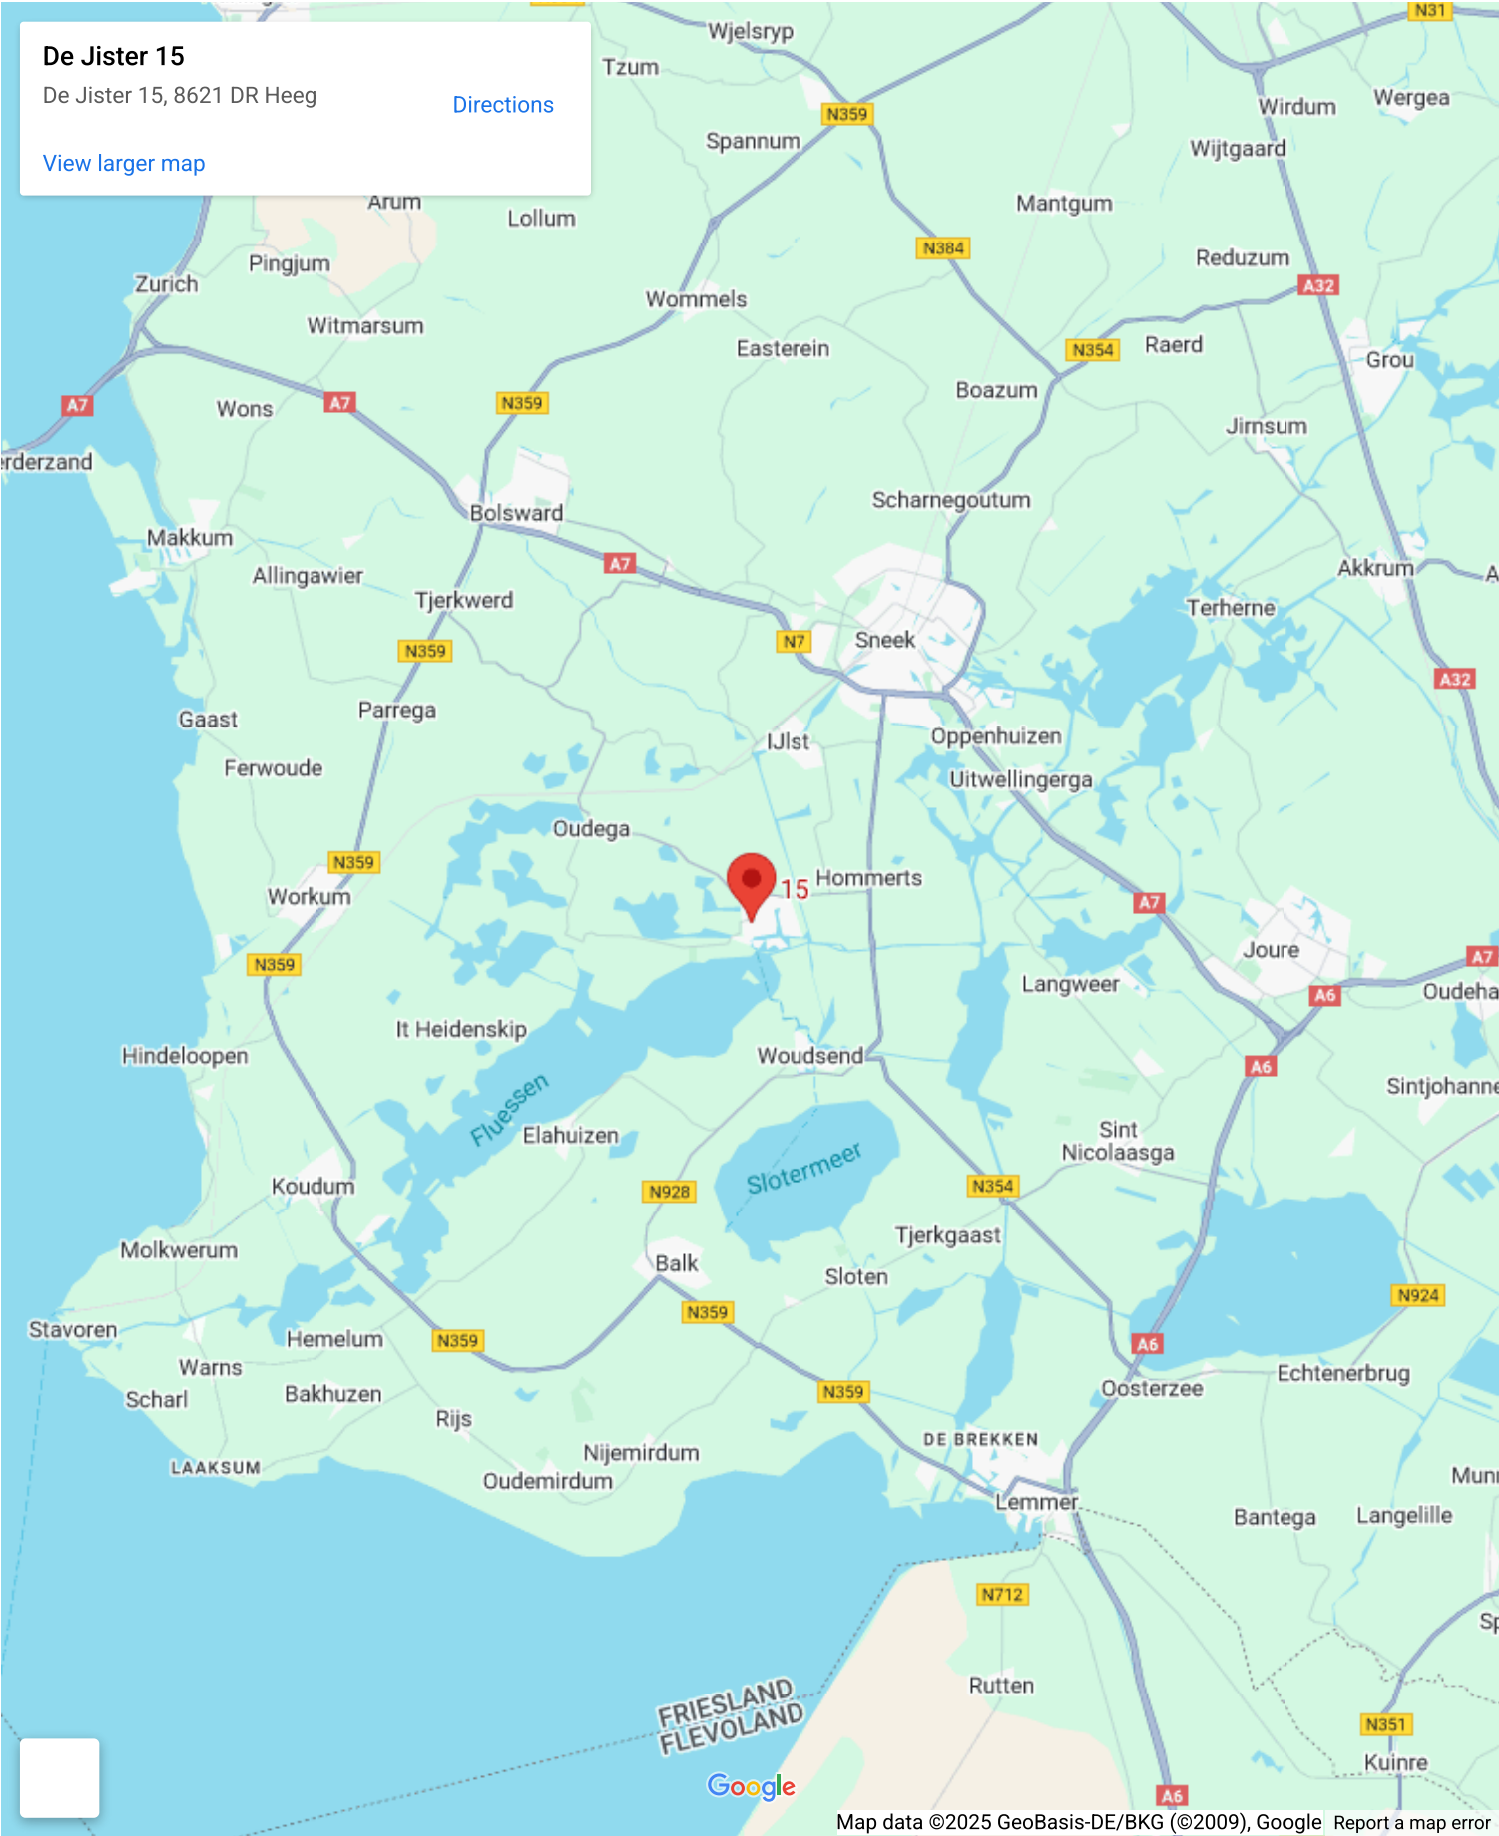 De Jister 15
De Jister 15, 8621 DR Heeg
Directions
View larger map
Wjelsryp
N31
Tzum
Wergea
Wirdum
N359
Spannum
Wijtgaard
Arum
Lollum
Mantgum
N384
Reduzum
Pingjum
Zurich
A32
Wommels
Witmarsum
Easterein
N354
Raerd
Grou
Boazum
A7
A7
N359
Wons
Jirnsum
erderzand
Scharnegoutum
Bolsward
Makkum
A7
Akkrum
A
Allingawier
Tjerkwerd
Terherne
N7
Sneek
N359
A32
Parrega
Gaast
IJlst
Oppenhuizen
Ferwoude
Uitwellingerga
Oudega
N359
15
Hommerts
Workum
A7
Joure
N359
A7
Langweer
A6
Oudeha
It Heidenskip
Hindeloopen
Woudsend
A6
Sintjohanne
Fluessen
Elahuizen
Sint
Nicolaasga
Slotermeer
Koudum
N928
N354
Tjerkgaast
Molkwerum
Balk
Sloten
N924
N359
Stavoren
Hemelum
N359
A6
Warns
Echtenerbrug
Scharl
Bakhuzen
N359
Oosterzee
Rijs
DE BREKKEN
Nijemirdum
LAAKSUM
Oudemirdum
Munn
Lemmer
Bantega
Langelille
N712
Sp
Rutten
FRIESLAND
FLEVOLAND
N351
Kuinre
Google
A6
Map data ©2025 GeoBasis-DE/BKG (©2009), Google
Report a map error